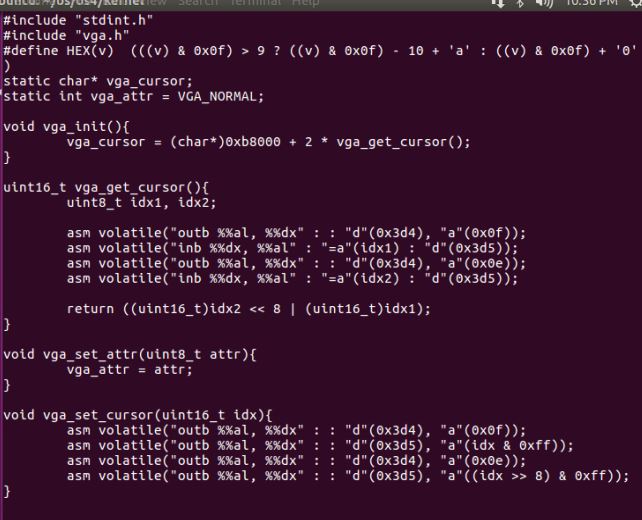 Search Terminal Help 10:36 PM
#include "stdint.h"
#include "vga.h"
#define HEX(v)  (((v) & 0x0f) > 9 ? ((v) & 0x0f) - 10 + 'a' : ((v) & 0x0f) + '0'
)
static char* vga_cursor;
static int vga_attr = VGA_NORMAL;

void vga_init(){
        vga_cursor = (char*)0xb8000 + 2 * vga_get_cursor();
}

uint16_t vga_get_cursor(){
        uint8_t idx1, idx2;

        asm volatile("outb %%al, %%dx" : : "d"(0x3d4), "a"(0x0f));
        asm volatile("inb %%dx, %%al" : "=a"(idx1) : "d"(0x3d5));
        asm volatile("outb %%al, %%dx" : : "d"(0x3d4), "a"(0x0e));
        asm volatile("inb %%dx, %%al" : "=a"(idx2) : "d"(0x3d5));

        return ((uint16_t)idx2 << 8 | (uint16_t)idx1);
}

void vga_set_attr(uint8_t attr){
        vga_attr = attr;
}

void vga_set_cursor(uint16_t idx){
        asm volatile("outb %%al, %%dx" : : "d"(0x3d4), "a"(0x0f));
        asm volatile("outb %%al, %%dx" : : "d"(0x3d5), "a"(idx & 0xff));
        asm volatile("outb %%al, %%dx" : : "d"(0x3d4), "a"(0x0e));
        asm volatile("outb %%al, %%dx" : : "d"(0x3d5), "a"((idx >> 8) & 0xff));
}